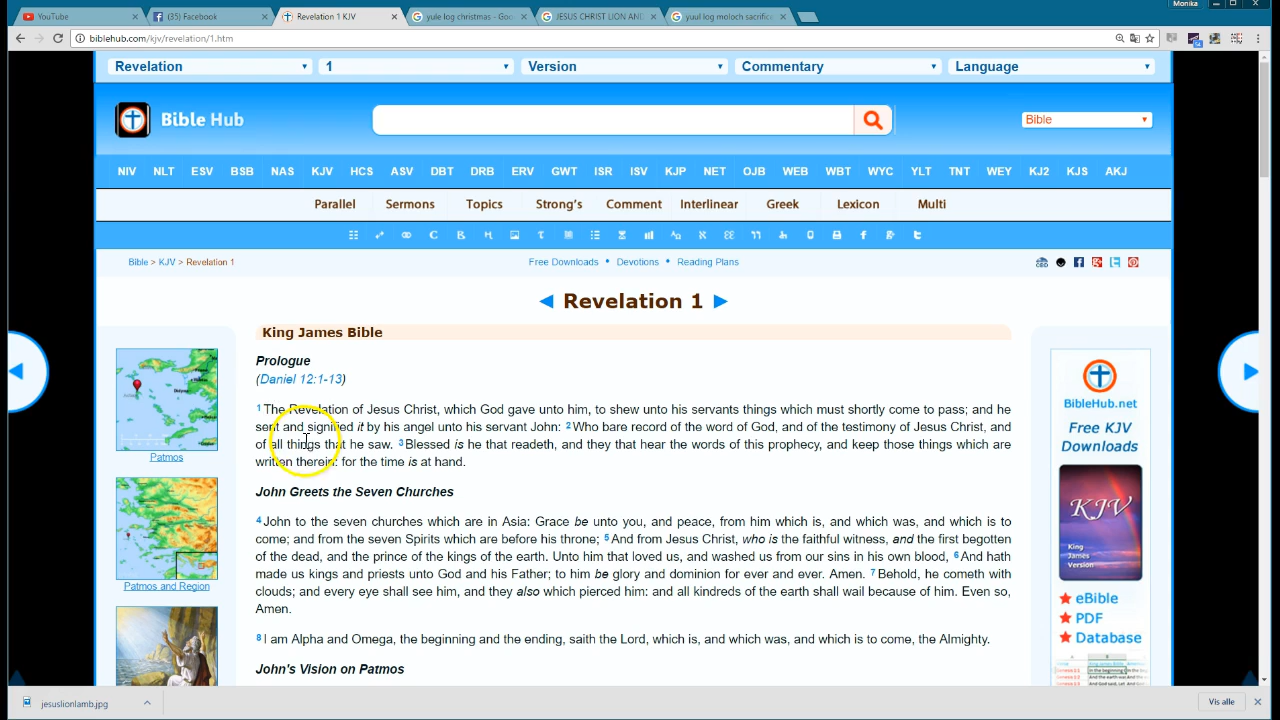 Monika
YouTube
(35) Facebook
Revelation 1 KJV
yule log christmas - Goo
JESUS CHRIST LION AND
yuul log moloch sacrifice
biblehub.com/kjv/revelation/1.htm
Revelation 1 Version Commentary Language
Bible Hub
Bible
NIV NLT ESV BSB NAS KJV HCS ASV DBT DRB ERV GWT ISR ISV KJP NET OJB WEB WBT WYC YLT TNT WEY KJ2 KJS AKJ
Parallel Sermons Topics Strong's Comment Interlinear Greek Lexicon Multi
Bible > KJV > Revelation 1
Free Downloads • Devotions • Reading Plans
◄ Revelation 1 ►
King James Bible
Prologue
(Daniel 12:1-13)
1The Revelation of Jesus Christ, which God gave unto him, to shew unto his servants things which must shortly come to pass; and he
sent and signified it by his angel unto his servant John: 2Who bare record of the word of God, and of the testimony of Jesus Christ, and
of all things that he saw. 3Blessed is he that readeth, and they that hear the words of this prophecy, and keep those things which are
written therein: for the time is at hand.
John Greets the Seven Churches
4John to the seven churches which are in Asia: Grace be unto you, and peace, from him which is, and which was, and which is to
come; and from the seven Spirits which are before his throne; 5And from Jesus Christ, who is the faithful witness, and the first begotten
of the dead, and the prince of the kings of the earth. Unto him that loved us, and washed us from our sins in his own blood, 6And hath
made us kings and priests unto God and his Father; to him be glory and dominion for ever and ever. Amen. 7Behold, he cometh with
clouds; and every eye shall see him, and they also which pierced him: and all kindreds of the earth shall wail because of him. Even so,
Amen.
8I am Alpha and Omega, the beginning and the ending, saith the Lord, which is, and which was, and which is to come, the Almighty.
John's Vision on Patmos
Patmos
Patmos and Region
BibleHub.net
Free KJV
Downloads
KJV
King
James
Version
eBible
PDF
Database
jesuslionlamb.jpg
Vis alle